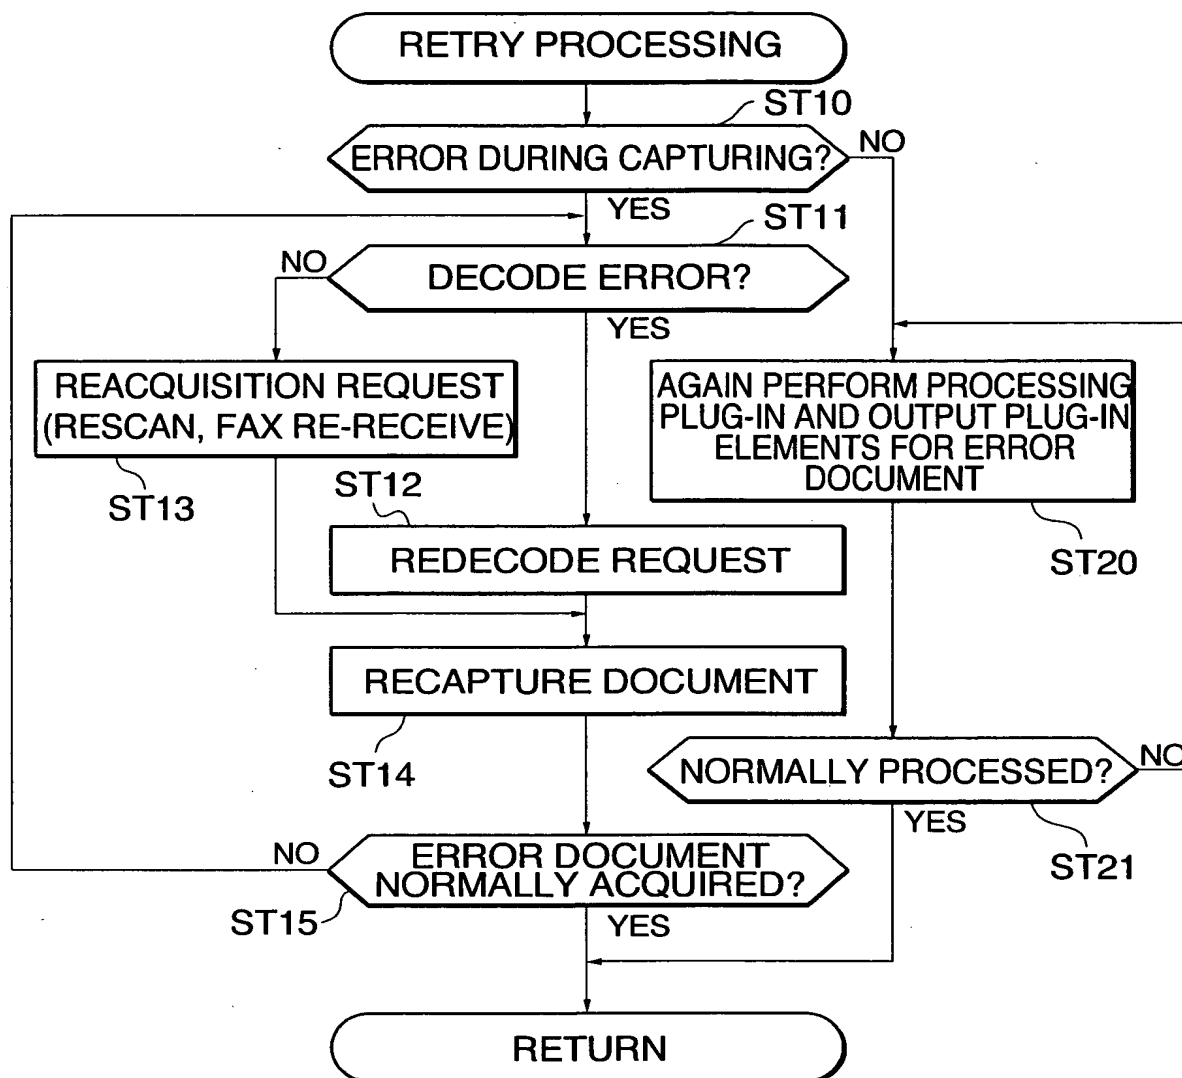 RETRY PROCESSING
ST10
ERROR DURING CAPTURING?
NO
YES
ST11
NO
DECODE ERROR?
YES
REACQUISITION REQUEST
(RESCAN, FAX RE-RECEIVE)
ST13
AGAIN PERFORM PROCESSING
PLUG-IN AND OUTPUT PLUG-IN
ELEMENTS FOR ERROR
DOCUMENT
ST20
ST12
REDECODE REQUEST
RECAPTURE DOCUMENT
ST14
NORMALLY PROCESSED?
NO
YES
ST21
NO
ERROR DOCUMENT
NORMALLY ACQUIRED?
ST15
YES
RETURN